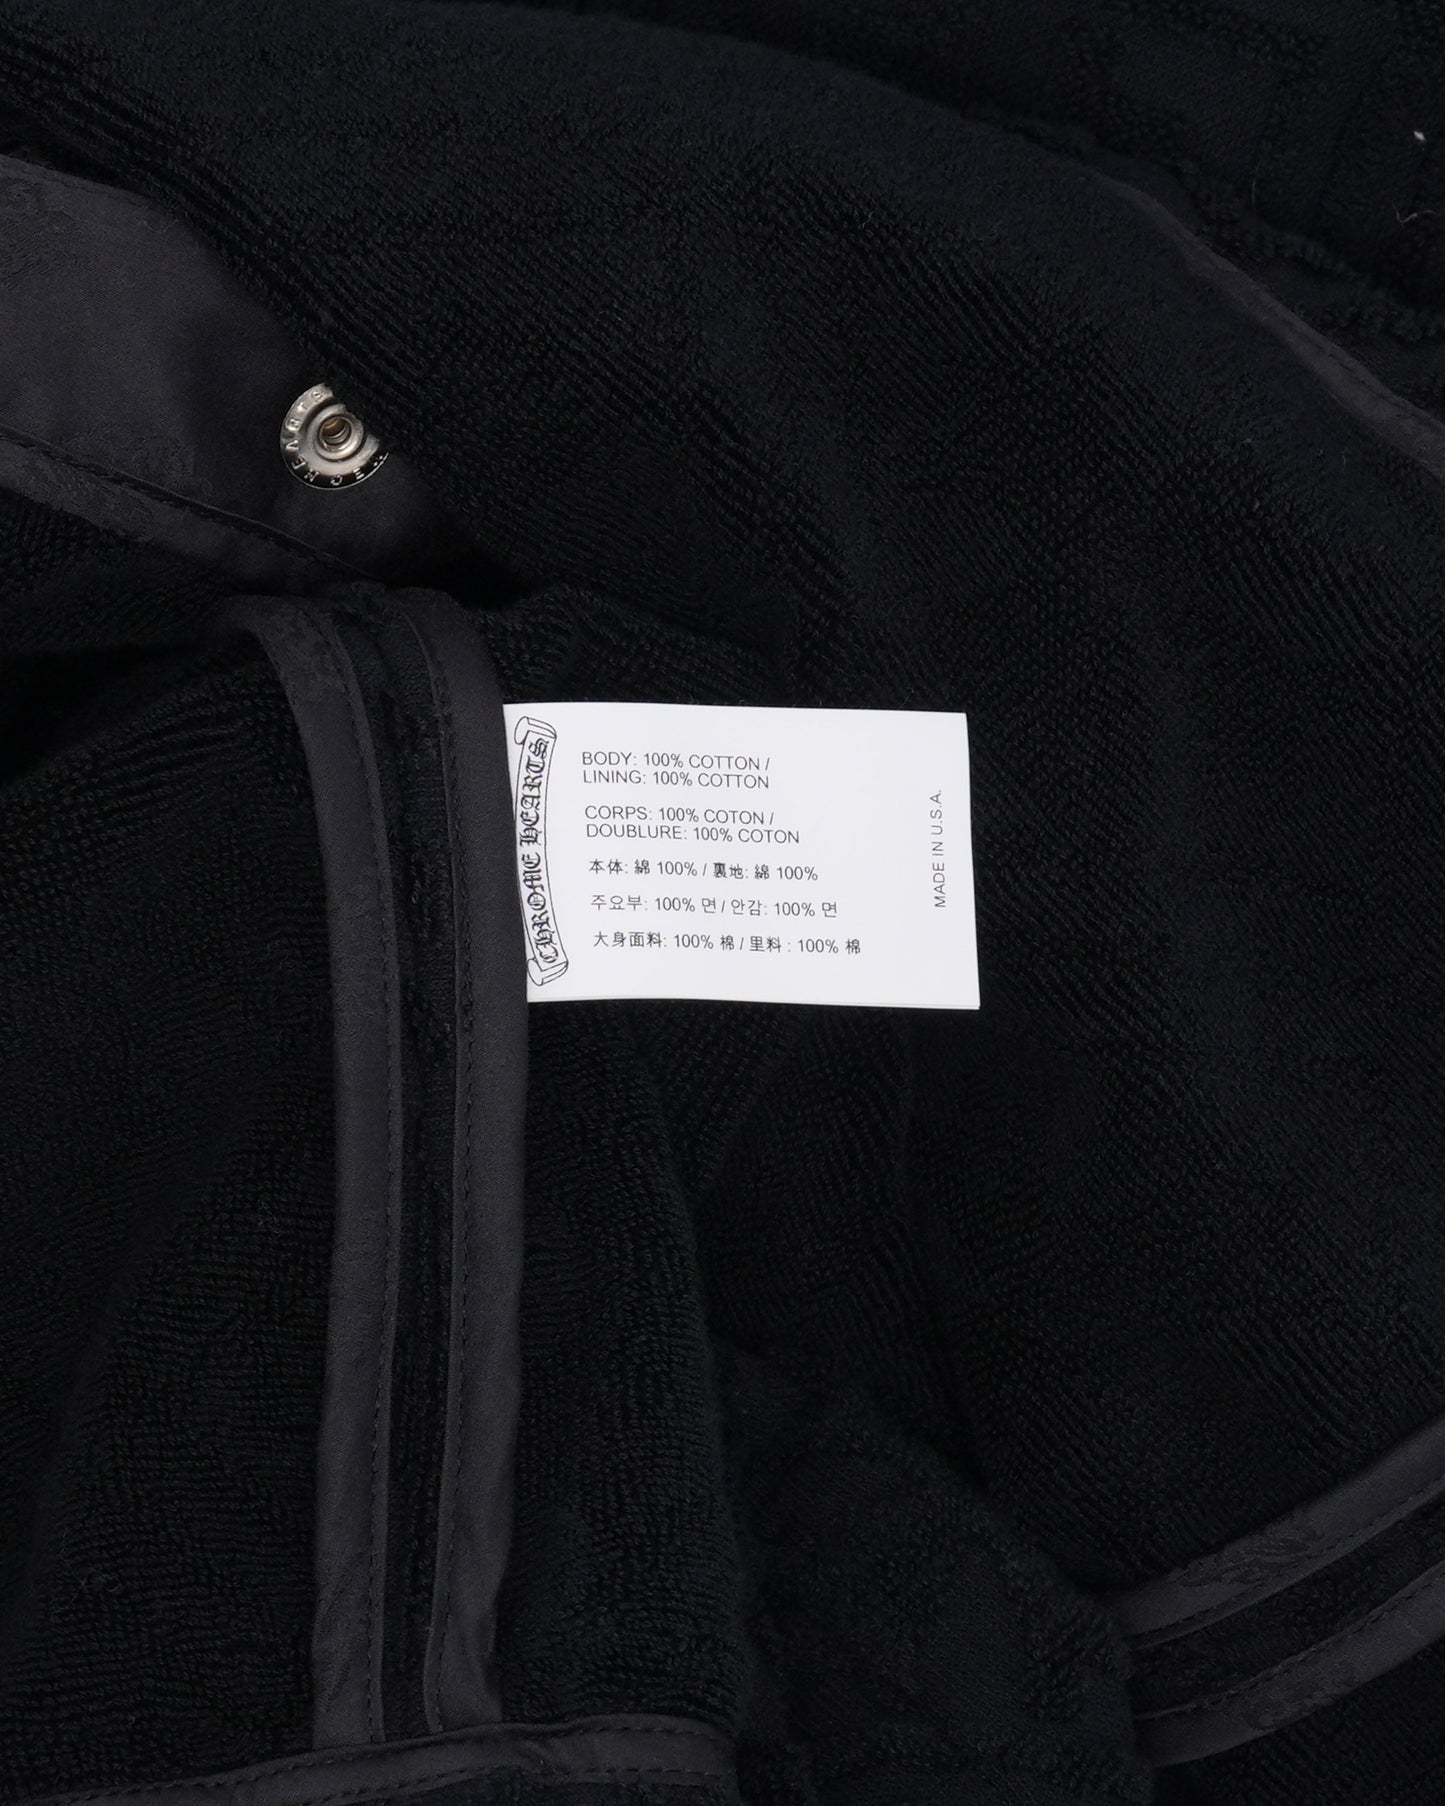 CHROME HEARTS
BODY: 100% COTTON /
LINING: 100% COTTON
CORPS: 100% COTON /
DOUBLURE: 100% COTON
本体: 綿 100% / 裏地: 綿 100%
주요부: 100% 면 / 안감: 100% 면
大身面料: 100% 棉 / 里料 : 100% 棉
MADE IN U.S.A.